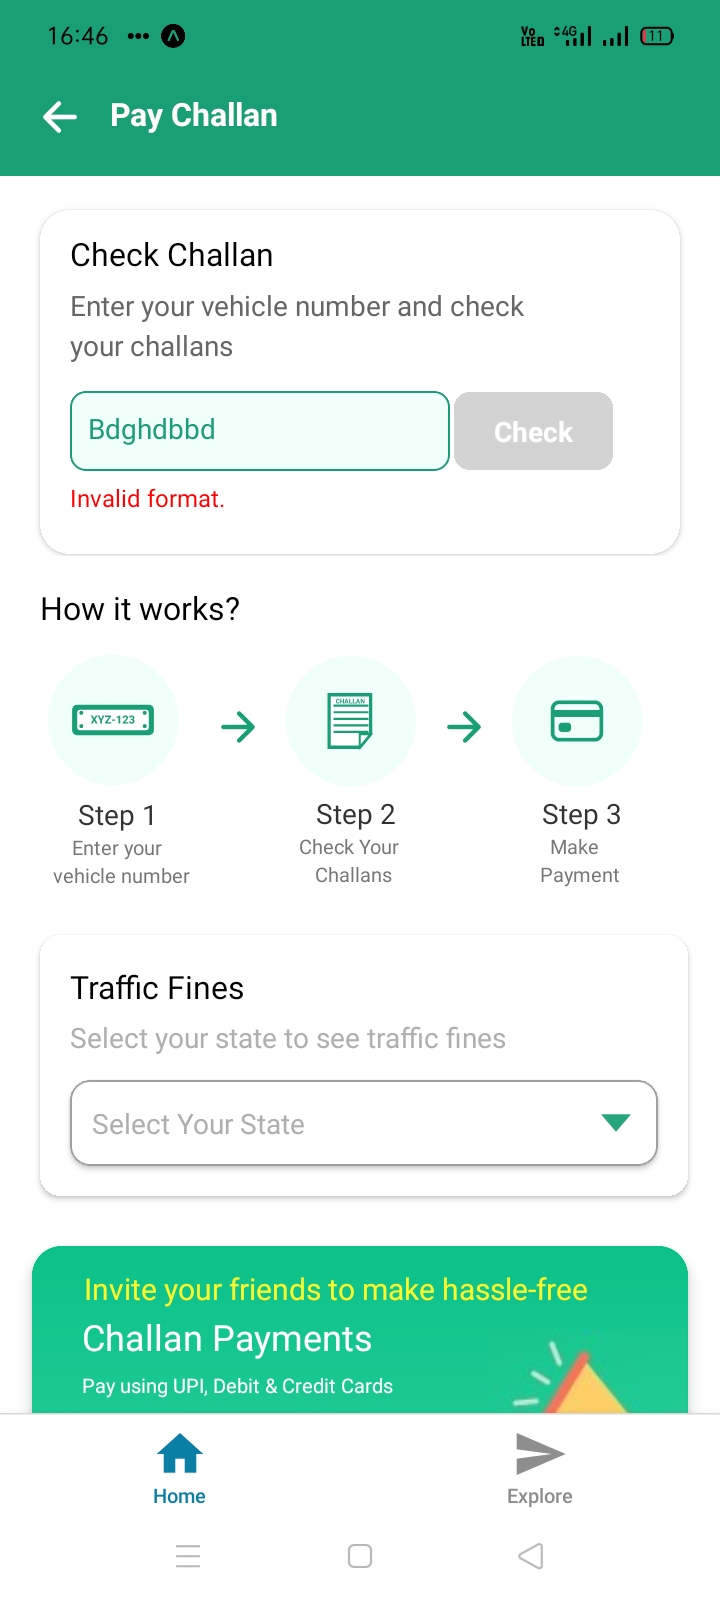 16:46
Vo LTED 4G 11
Pay Challan
Check Challan
Enter your vehicle number and check
your challans
Bdghdbbd
Check
Invalid format.
How it works?
XYZ-123
CHALLAN
Step 1
Step 2
Step 3
Enter your
vehicle number
Check Your
Challans
Make
Payment
Traffic Fines
Select your state to see traffic fines
Select Your State
Invite your friends to make hassle-free
Challan Payments
Pay using UPI, Debit & Credit Cards
Home
Explore